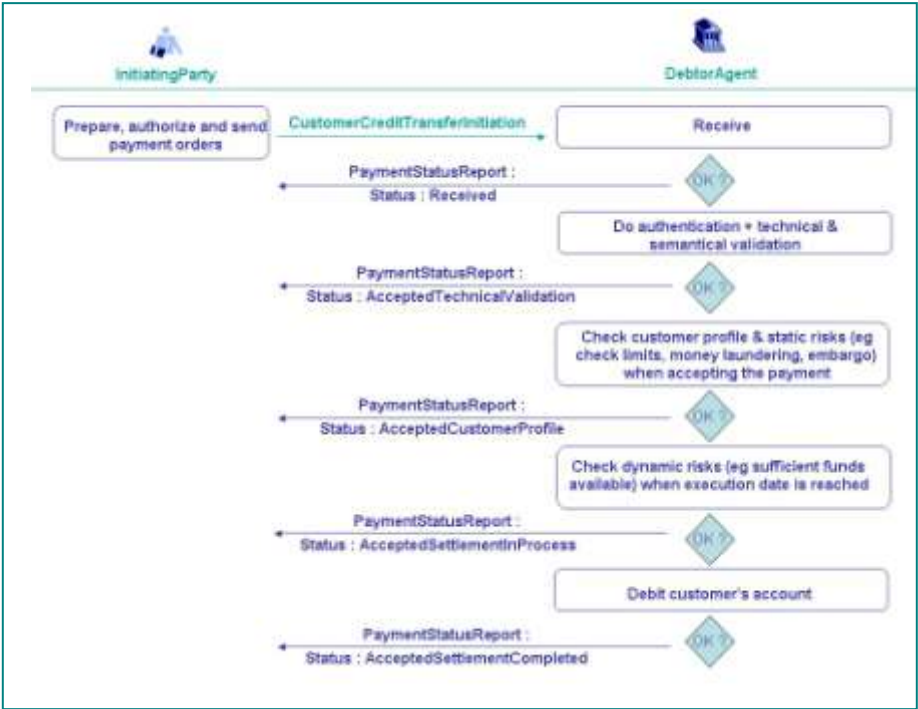 InitiatingParty
DebtorAgent
Prepare, authorize and send
payment orders
CustomerCreditTransferInitiation
Receive
PaymentStatusReport :
Status : Received
OK ?
Do authentication + technical &
semantical validation
PaymentStatusReport :
Status : AcceptedTechnicalValidation
OK ?
Check customer profile & static risks (eg
check limits, money laundering, embargo)
when accepting the payment
PaymentStatusReport :
Status : AcceptedCustomerProfile
OK ?
Check dynamic risks (eg sufficient funds
available) when execution date is reached
PaymentStatusReport :
Status : AcceptedSettlementInProcess
OK ?
Debit customer's account
PaymentStatusReport :
Status : AcceptedSettlementCompleted
OK ?